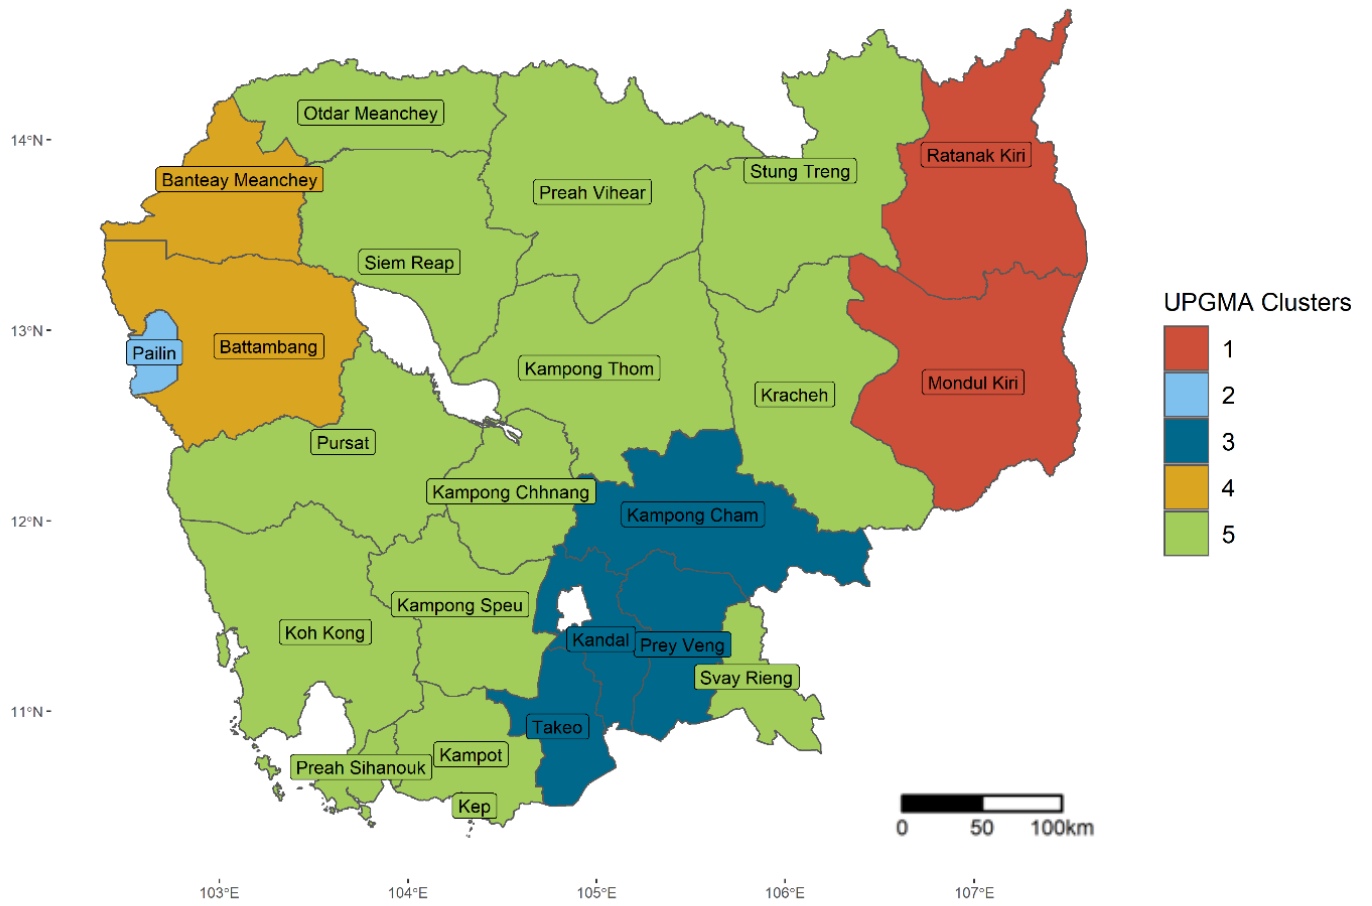 Otdar Meanchey
14°N
Ratanak Kiri
Stung Treng
Banteay Meanchey
Preah Vihear
Siem Reap
UPGMA Clusters
13°N
1
Pailin
Battambang
Kampong Thom
Mondul Kiri
2
Kracheh
3
Pursat
4
Kampong Chhnang
12°N
Kampong Cham
5
Kampong Speu
Koh Kong
Kandal
Prey Veng
Svay Rieng
11°N
Takeo
Kampot
Preah Sihanouk
Kep
0 50 100km
103°E 104°E 105°E 106°E 107°E